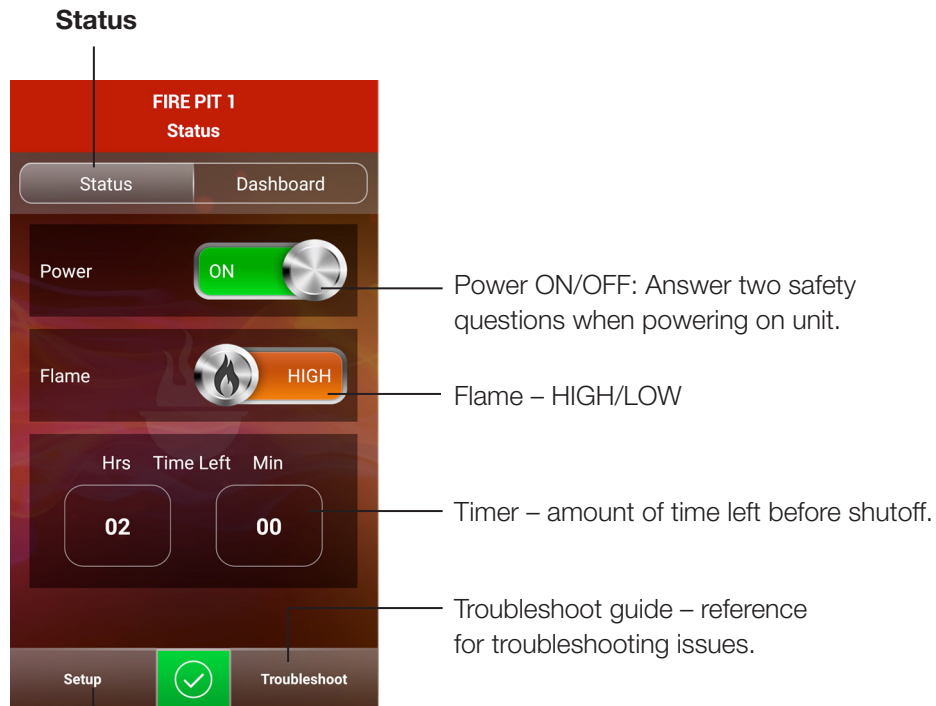 Status
FIRE PIT 1
Status
Status Dashboard
Power ON
Power ON/OFF: Answer two safety
questions when powering on unit.
Flame HIGH
Flame – HIGH/LOW
Hrs Time Left Min
02 00
Timer – amount of time left before shutoff.
Troubleshoot guide – reference
for troubleshooting issues.
Setup Troubleshoot